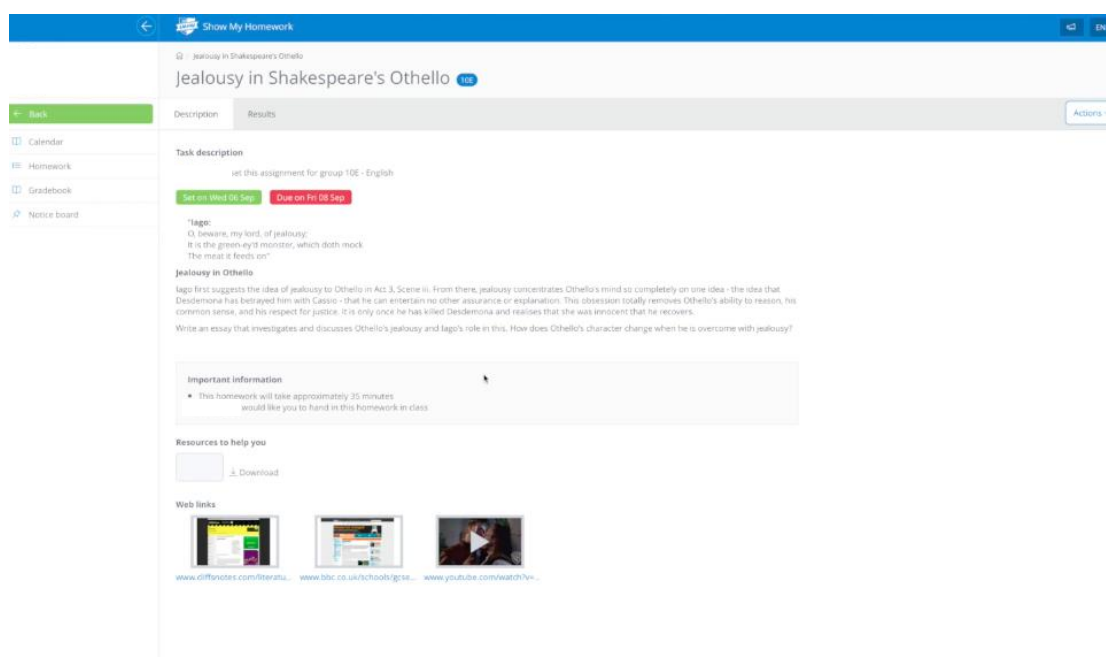 Show My Homework
EN
Jealousy in Shakespeare's Othello
Jealousy in Shakespeare's Othello 10E
Back
Calendar
Homework
Gradebook
Notice board
Description Results
Actions
Task description
set this assignment for group 10E - English
Set on Wed 06 Sep Due on Fri 08 Sep
"Iago:
O, beware, my lord, of jealousy;
It is the green-ey'd monster, which doth mock
The meat it feeds on"
Jealousy in Othello
Iago first suggests the idea of jealousy to Othello in Act 3, Scene iii. From there, jealousy concentrates Othello's mind so completely on one idea - the idea that
Desdemona has betrayed him with Cassio - that he can entertain no other assurance or explanation. This obsession totally removes Othello's ability to reason, his
common sense, and his respect for justice. It is only once he has killed Desdemona and realises that she was innocent that he recovers.
Write an essay that investigates and discusses Othello's jealousy and Iago's role in this. How does Othello's character change when he is overcome with jealousy?
Important information
• This homework will take approximately 35 minutes
would like you to hand in this homework in class
Resources to help you
Download
Web links
www.cliffsnotes.com/literatu... www.bbc.co.uk/schools/gcse... www.youtube.com/watch?v=...